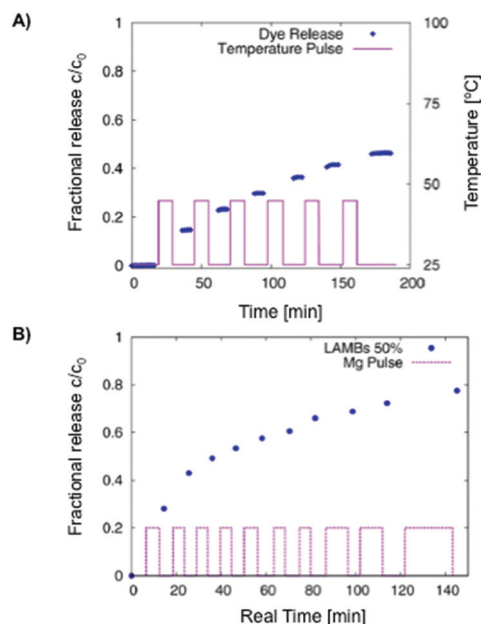 A)
Dye Release
Temperature Pulse
Fractional release c/c0
1
0.8
0.6
0.4
0.2
0
0
50
100
150
200
100
75
50
25
Temperature [°C]
Time [min]
B)
LAMBs 50%
Mg Pulse
Fractional release c/c0
1
0.8
0.6
0.4
0.2
0
0
20
40
60
80
100
120
140
Real Time [min]